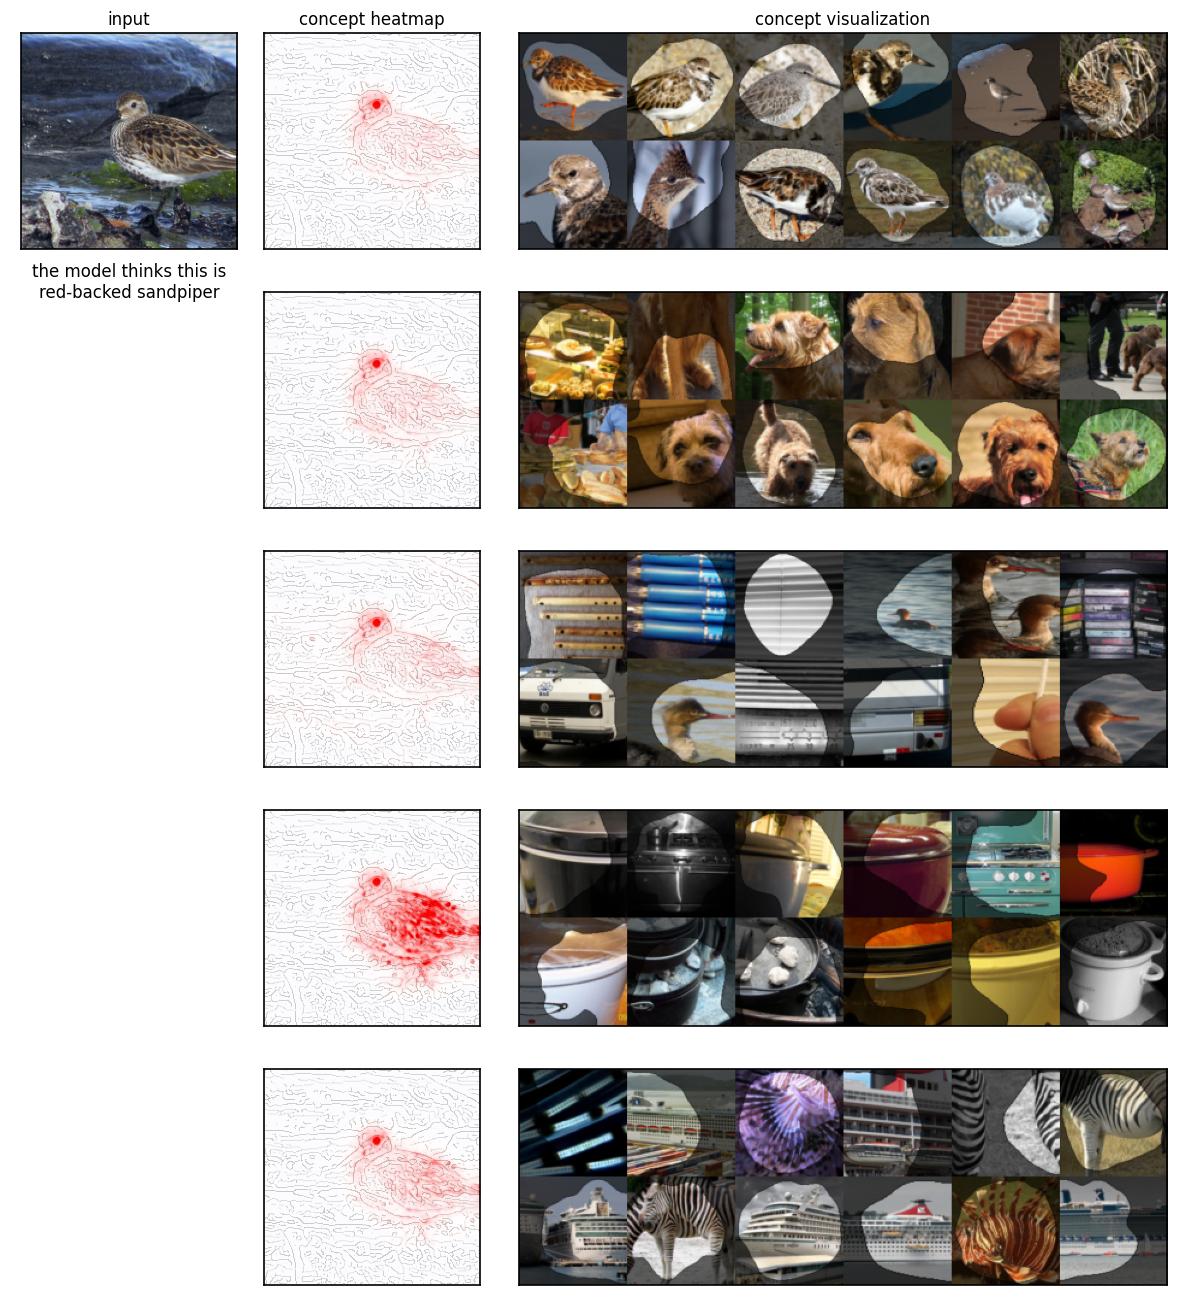 input
concept heatmap
concept visualization
the model thinks this is
red-backed sandpiper